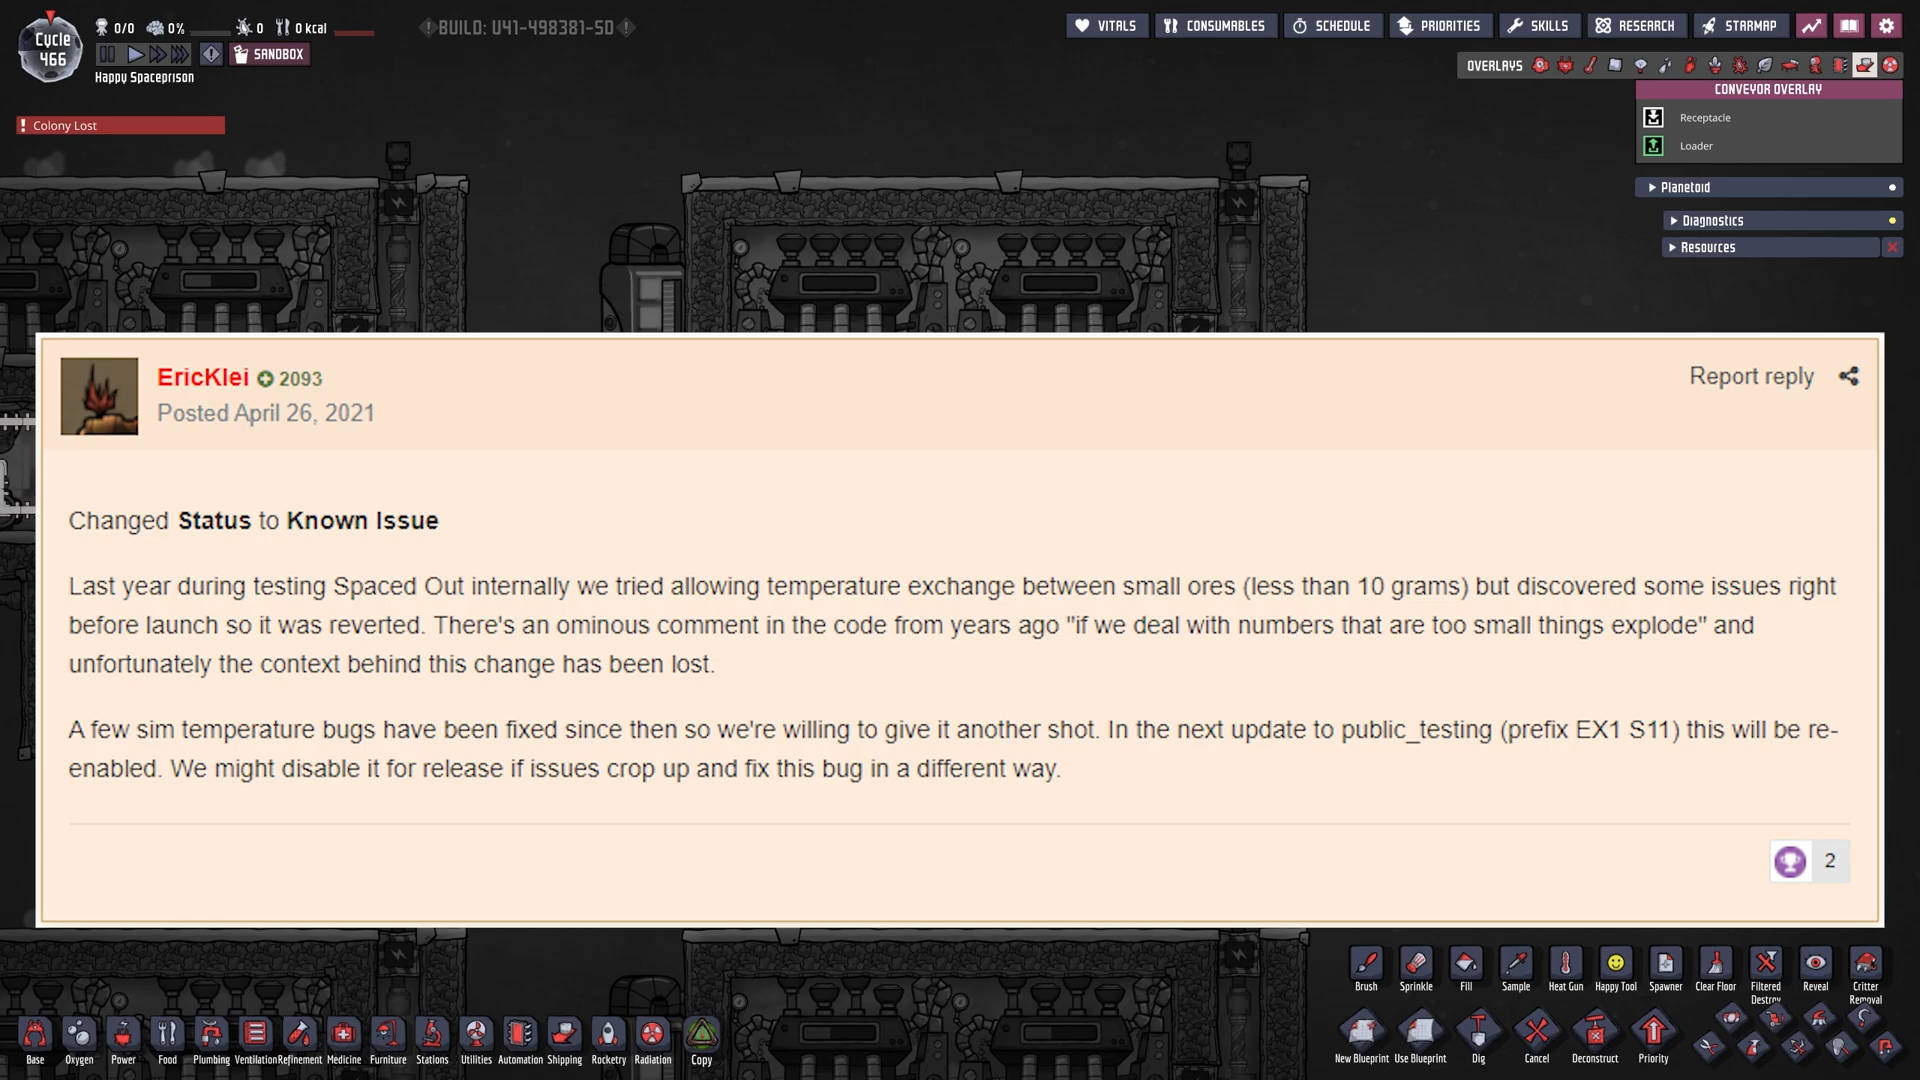 Cycle
466
0/0
0%
0
0 kcal
BUILD: U41-498381-SD
VITALS
CONSUMABLES
SCHEDULE
PRIORITIES
SKILLS
RESEARCH
STARMAP
SANDBOX
Happy Spaceprison
OVERLAYS
CONVEYOR OVERLAY
Receptacle
Loader
! Colony Lost
Planetoid
Diagnostics
Resources
EricKlei 2093
Posted April 26, 2021
Report reply
Changed Status to Known Issue
Last year during testing Spaced Out internally we tried allowing temperature exchange between small ores (less than 10 grams) but discovered some issues right
before launch so it was reverted. There's an ominous comment in the code from years ago "if we deal with numbers that are too small things explode" and
unfortunately the context behind this change has been lost.
A few sim temperature bugs have been fixed since then so we're willing to give it another shot. In the next update to public_testing (prefix EX1 S11) this will be re-
enabled. We might disable it for release if issues crop up and fix this bug in a different way.
2
Brush
Sprinkle
Fill
Sample
Heat Gun
Happy Tool
Spawner
Clear Floor
Filtered
Destroy
Reveal
Critter
Removal
Base
Oxygen
Power
Food
Plumbing
Ventilation
Refinement
Medicine
Furniture
Stations
Utilities
Automation
Shipping
Rocketry
Radiation
Copy
New Blueprint
Use Blueprint
Dig
Cancel
Deconstruct
Priority